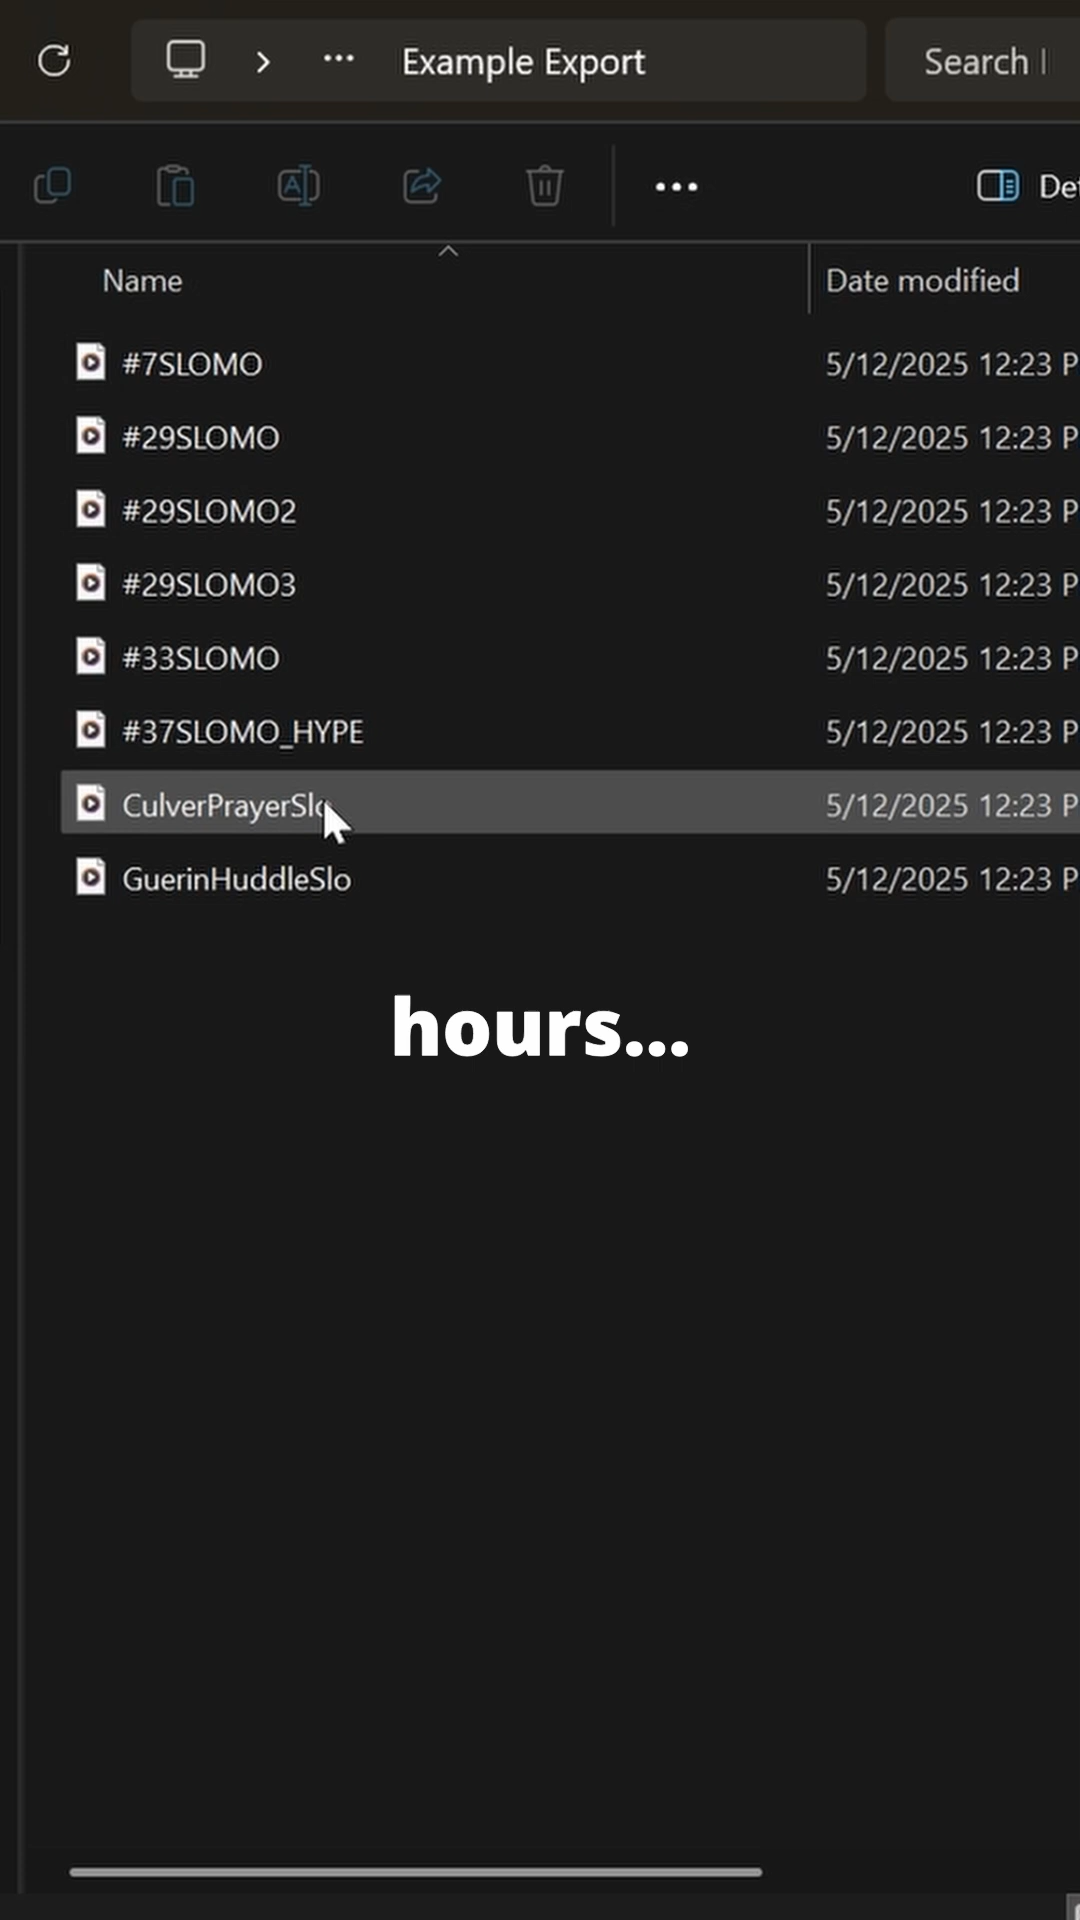 Example Export
Search
De
Name
Date modified
#7SLOMO
5/12/2025 12:23 P
#29SLOMO
5/12/2025 12:23 P
#29SLOMO2
5/12/2025 12:23 P
#29SLOMO3
5/12/2025 12:23 P
#33SLOMO
5/12/2025 12:23 P
#37SLOMO_HYPE
5/12/2025 12:23 P
CulverPrayerSlo
5/12/2025 12:23 P
GuerinHuddleSlo
5/12/2025 12:23 P
hours...